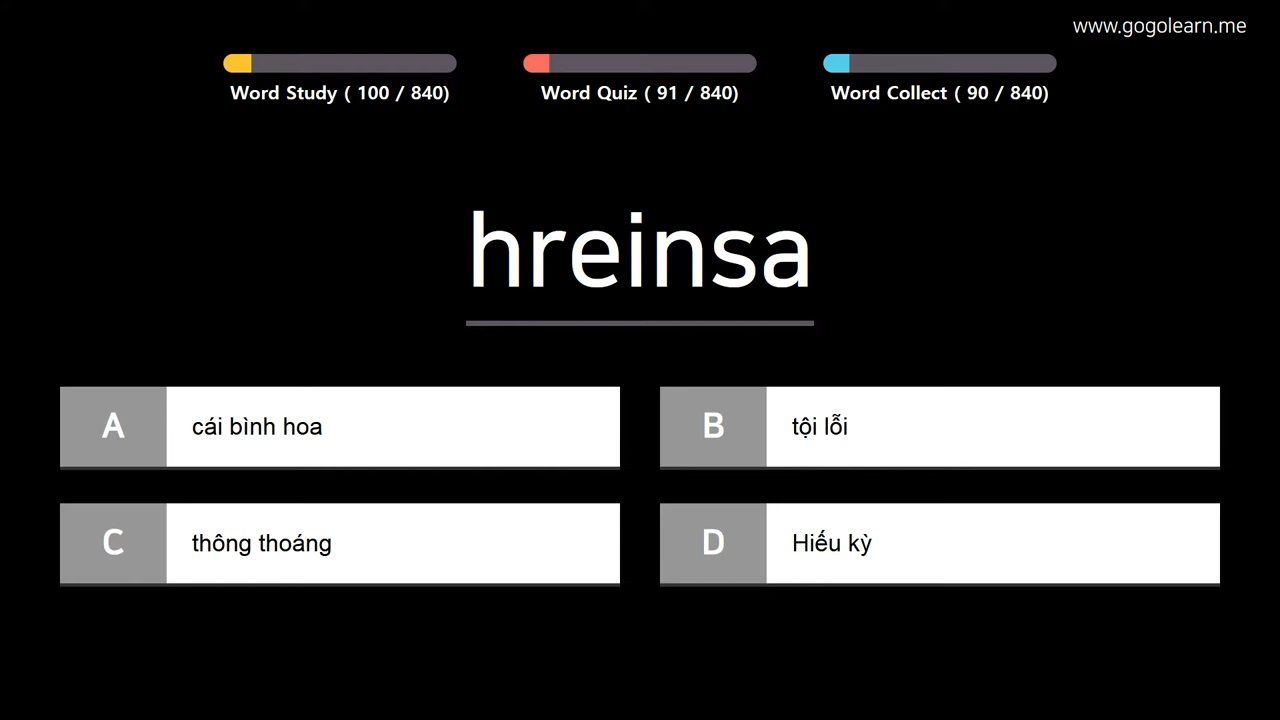 www.gogolearn.me
Word Study ( 100 / 840)
Word Quiz ( 91 / 840)
Word Collect ( 90 / 840)
hreinsa
A cái bình hoa
B tội lỗi
C thông thoáng
D Hiếu kỳ